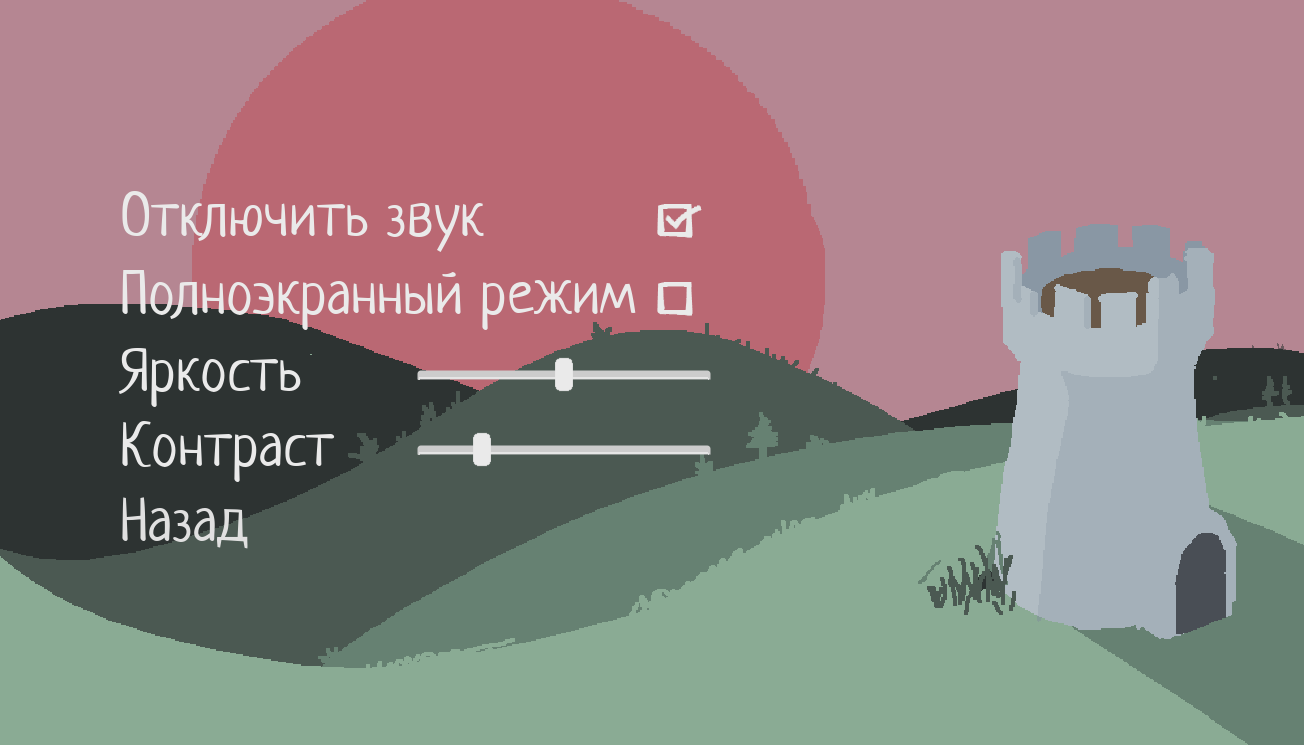 Отключить звук
Полноэкранный режим
Яркость
Контраст
Назад